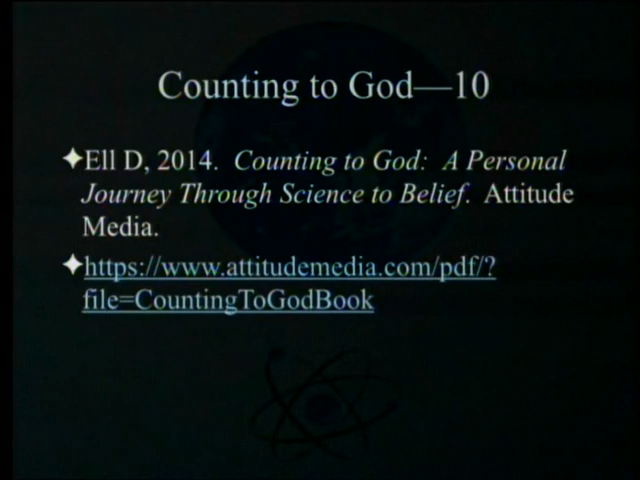 Counting to God—10
✦Ell D, 2014. Counting to God: A Personal
Journey Through Science to Belief. Attitude
Media.
✦https://www.attitudemedia.com/pdf/?
file=CountingToGodBook